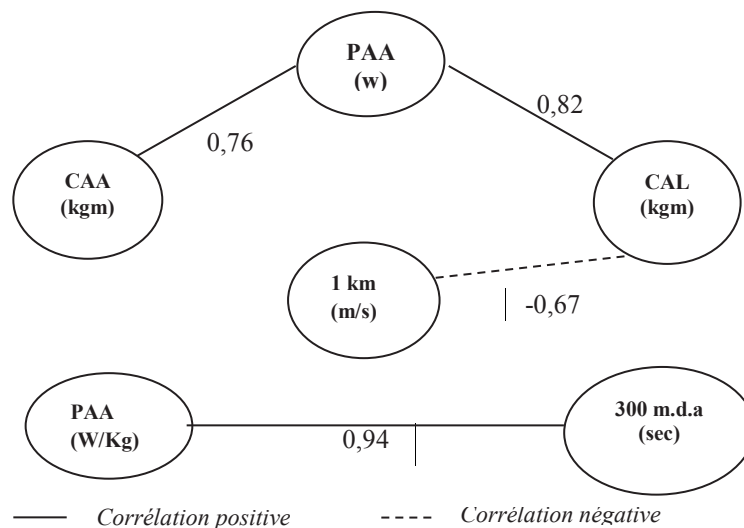 PAA
(w)
0,82
0,76
CAA
(kgm)
CAL
(kgm)
1 km
(m/s)
-0,67
PAA
(W/Kg)
300 m.d.a
(sec)
0,94
Corrélation positive
Corrélation négative